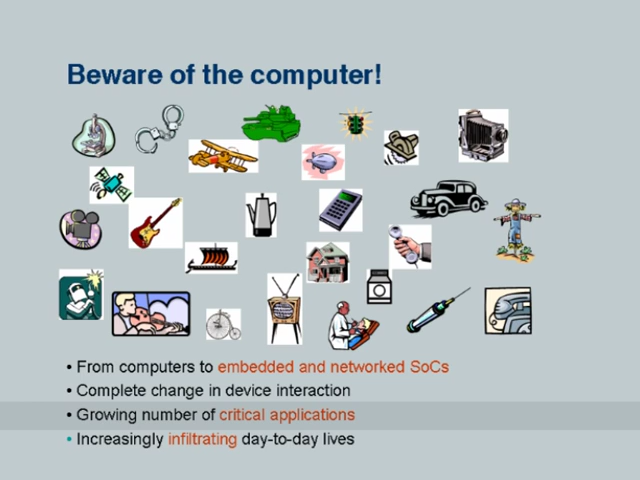 Beware of the computer!
• From computers to embedded and networked SoCs
• Complete change in device interaction
• Growing number of critical applications
• Increasingly infiltrating day-to-day lives